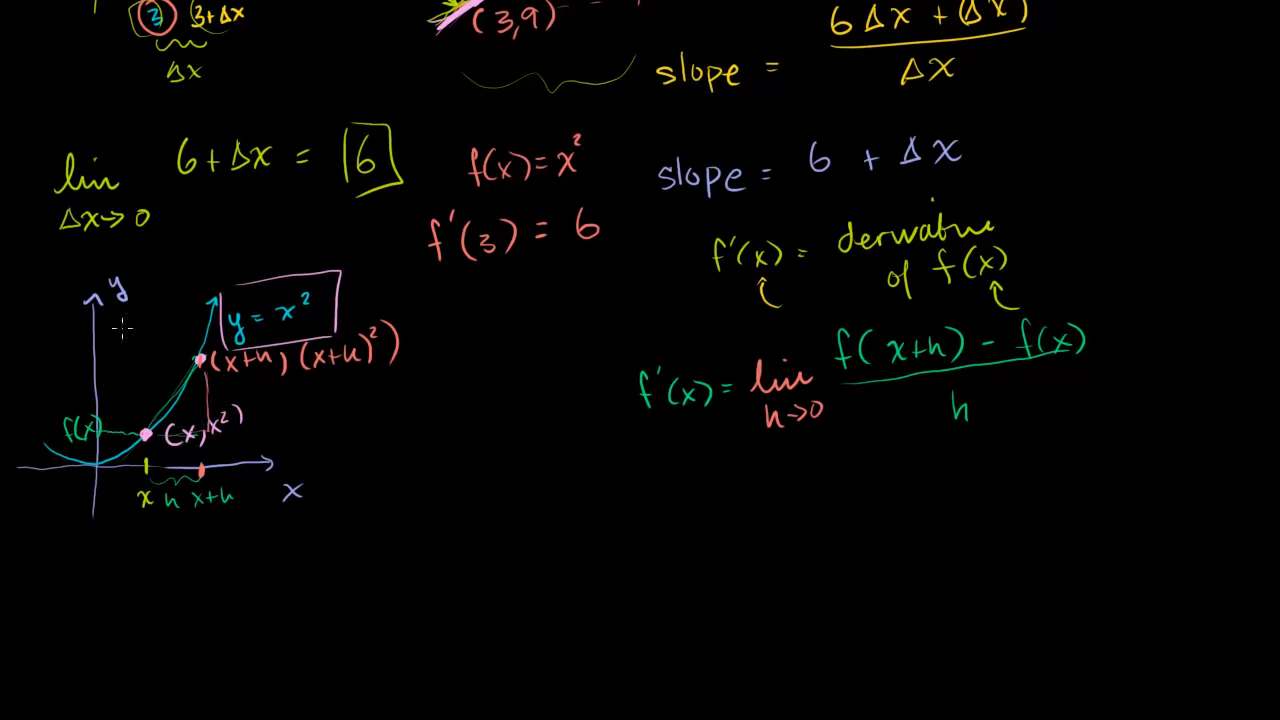 3 3+Δx
Δx
(3,9)
6Δx + (Δx)
slope = Δx
lim 6+Δx = 6
Δx→0
f(x) = x²
f'(3) = 6
slope = 6 + Δx
f'(x) = derivative
of f(x)
y
y = x²
(x+h, (x+h)²)
f(x) (x, x²)
x h x+h x
f'(x) = lim f(x+h) - f(x)
h→0 h